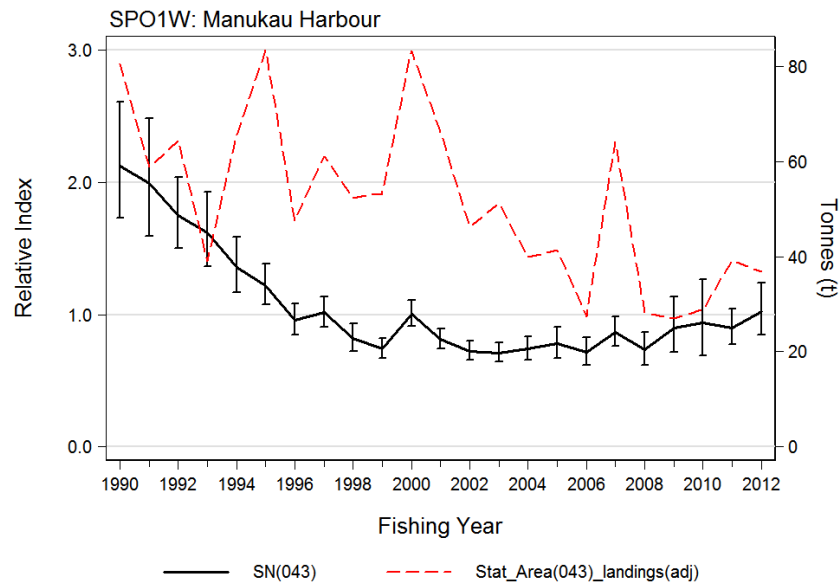 SPO1W: Manukau Harbour
3.0
2.0
1.0
0.0
Relative Index
80
60
40
20
0
Tonnes (t)
1990 1992 1994 1996 1998 2000 2002 2004 2006 2008 2010 2012
Fishing Year
SN(043) Stat_Area(043)_landings(adj)